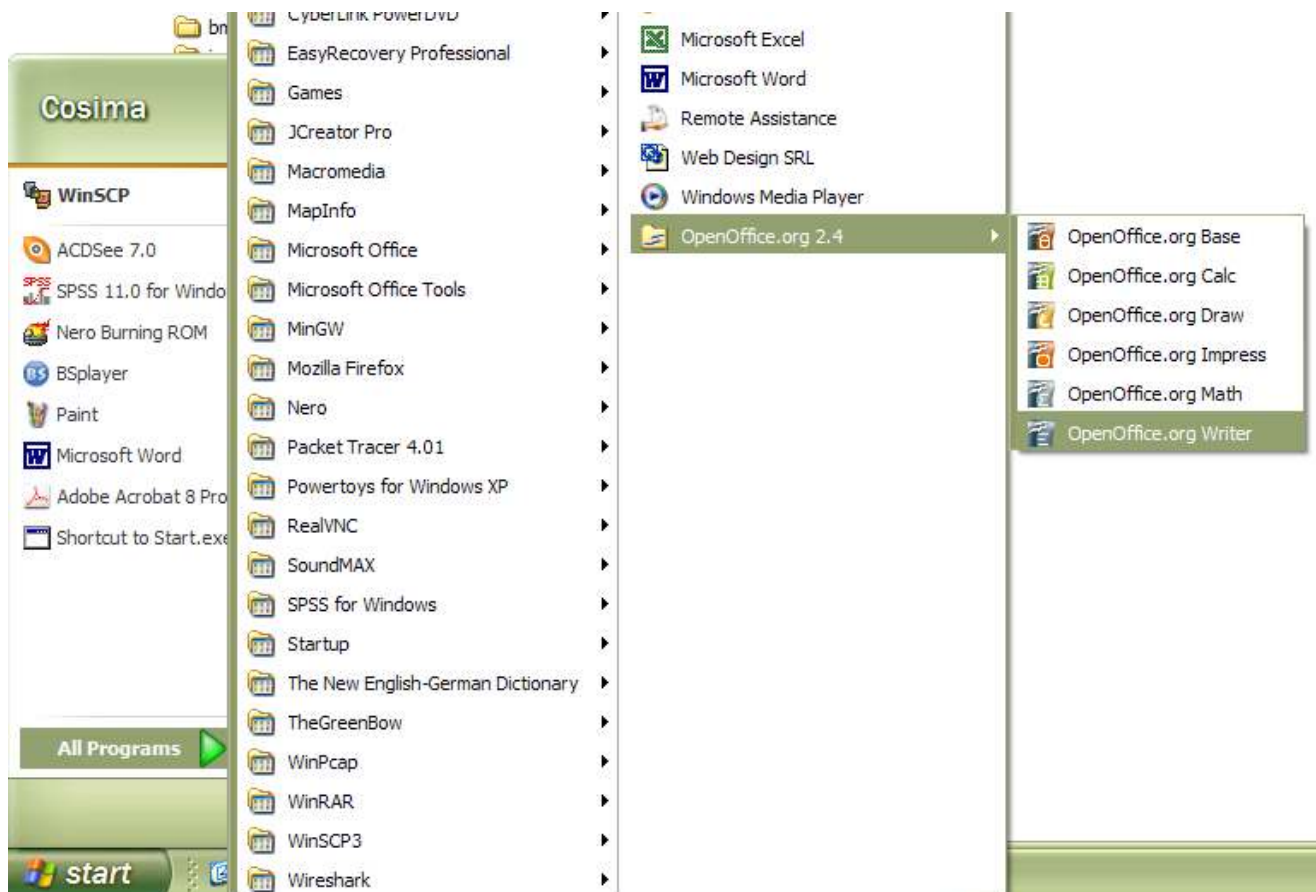 bm
Cosima
WinSCP
ACDSee 7.0
SPSS 11.0 for Windo
Nero Burning ROM
BSplayer
Paint
Microsoft Word
Adobe Acrobat 8 Pro
Shortcut to Start.exe
All Programs
start
CyberLink PowerDVD
EasyRecovery Professional
Games
JCreator Pro
Macromedia
MapInfo
Microsoft Office
Microsoft Office Tools
MinGW
Mozilla Firefox
Nero
Packet Tracer 4.01
Powertoys for Windows XP
RealVNC
SoundMAX
SPSS for Windows
Startup
The New English-German Dictionary
TheGreenBow
WinPcap
WinRAR
WinSCP3
Wireshark
Microsoft Excel
Microsoft Word
Remote Assistance
Web Design SRL
Windows Media Player
OpenOffice.org 2.4
OpenOffice.org Base
OpenOffice.org Calc
OpenOffice.org Draw
OpenOffice.org Impress
OpenOffice.org Math
OpenOffice.org Writer